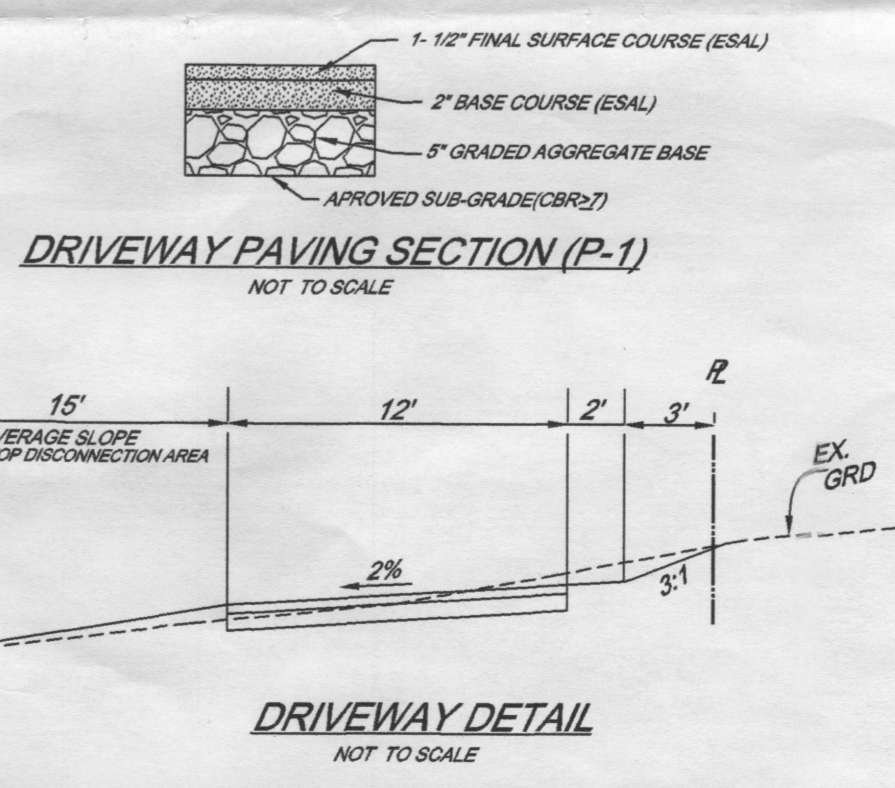 1- 1/2" FINAL SURFACE COURSE (ESAL)
2" BASE COURSE (ESAL)
5" GRADED AGGREGATE BASE
APROVED SUB-GRADE(CBR≥7)
DRIVEWAY PAVING SECTION (P-1)
NOT TO SCALE
PL
15'
12'
2'
3'
VERAGE SLOPE
OP DISCONNECTION AREA
EX.
GRD
2%
3:1
DRIVEWAY DETAIL
NOT TO SCALE